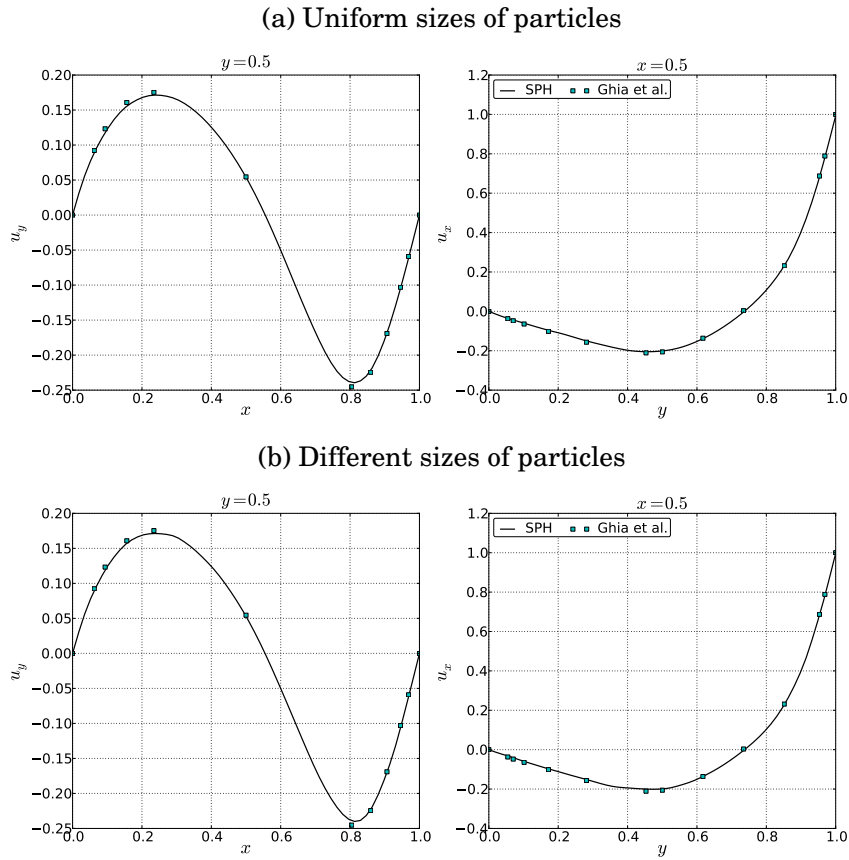 (a) Uniform sizes of particles
y=0.5
0.20
0.15
0.10
0.05
0.00
−0.05
−0.10
−0.15
−0.20
−0.25
u_y
0.0 0.2 0.4 0.6 0.8 1.0
x
x=0.5
SPH Ghia et al.
1.2
1.0
0.8
0.6
0.4
0.2
0.0
−0.2
−0.4
u_x
0.0 0.2 0.4 0.6 0.8 1.0
y
(b) Different sizes of particles
y=0.5
0.20
0.15
0.10
0.05
0.00
−0.05
−0.10
−0.15
−0.20
−0.25
u_y
0.0 0.2 0.4 0.6 0.8 1.0
x
x=0.5
SPH Ghia et al.
1.2
1.0
0.8
0.6
0.4
0.2
0.0
−0.2
−0.4
u_x
0.0 0.2 0.4 0.6 0.8 1.0
y